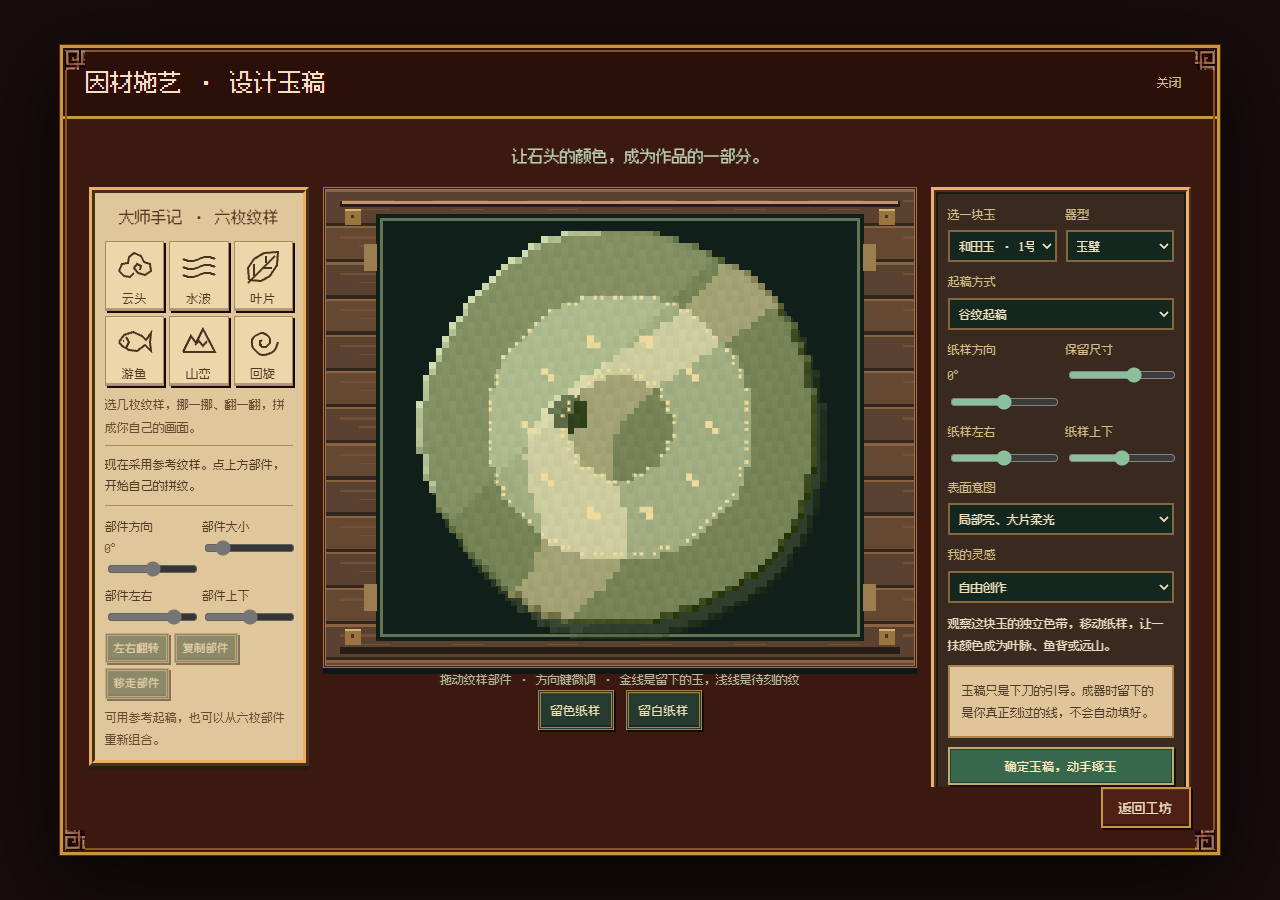 因材施艺 · 设计玉稿
关闭
让石头的颜色，成为作品的一部分。
大师手记 · 六枚纹样
云头
水波
叶片
游鱼
山峦
回旋
选几枚纹样，挪一挪、翻一翻，拼
成你自己的画面。
现在采用参考纹样。点上方部件，
开始自己的拼纹。
部件方向
部件大小
0°
部件左右
部件上下
左右翻转
复制部件
移走部件
可用参考起稿，也可以从六枚部件
重新组合。
拖动纹样部件 · 方向键微调 · 金线是留下的玉，浅线是待刻的纹
留色纸样
留白纸样
选一块玉
器型
和田玉 · 1号
玉璧
起稿方式
谷纹起稿
纸样方向
保留尺寸
0°
纸样左右
纸样上下
表面意图
局部亮、大片柔光
我的灵感
自由创作
观察这块玉的独立色带，移动纸样，让一
抹颜色成为叶脉、鱼背或远山。
玉稿只是下刀的引导。成器时留下的
是你真正刻过的线，不会自动填好。
确定玉稿，动手琢玉
返回工坊